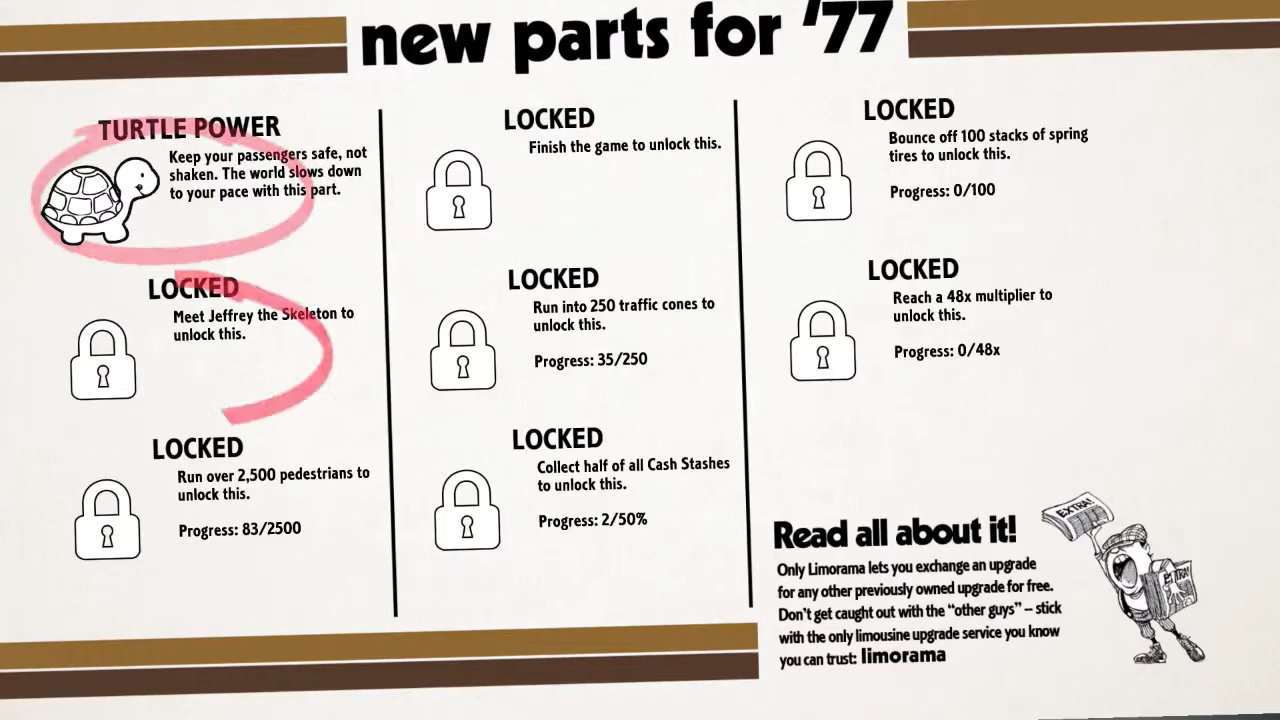 new parts for '77
TURTLE POWER
Keep your passengers safe, not
shaken. The world slows down
to your pace with this part.
LOCKED
Meet Jeffrey the Skeleton to
unlock this.
LOCKED
Run over 2,500 pedestrians to
unlock this.
Progress: 83/2500
LOCKED
Finish the game to unlock this.
LOCKED
Run into 250 traffic cones to
unlock this.
Progress: 35/250
LOCKED
Collect half of all Cash Stashes
to unlock this.
Progress: 2/50%
LOCKED
Bounce off 100 stacks of spring
tires to unlock this.
Progress: 0/100
LOCKED
Reach a 48x multiplier to
unlock this.
Progress: 0/48x
Read all about it!
Only Limorama lets you exchange an upgrade
for any other previously owned upgrade for free.
Don't get caught out with the “other guys” – stick
with the only limousine upgrade service you know
you can trust: limorama
EXTRA!
EXTRA!